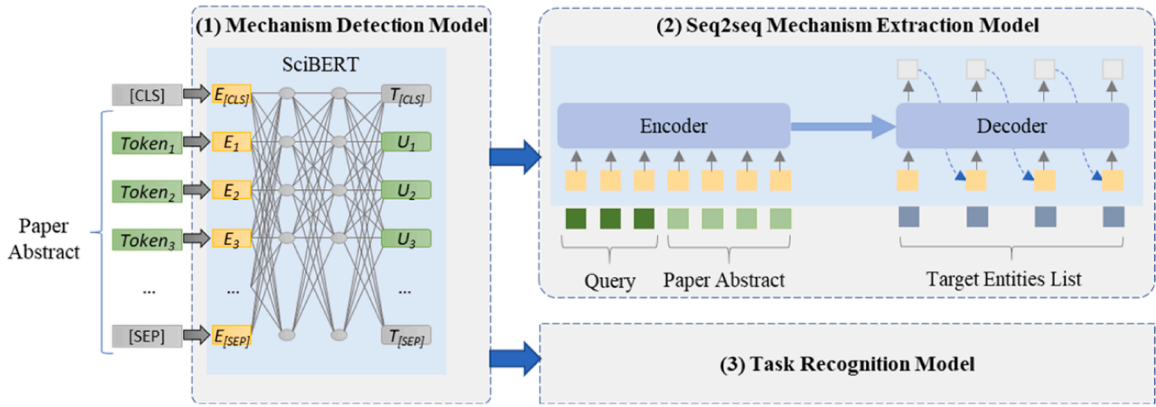 (1) Mechanism Detection Model
SciBERT
[CLS]
E[CLS]
T[CLS]
Token1
E1
U1
Token2
E2
U2
Token3
E3
U3
...
...
...
[SEP]
E[SEP]
T[SEP]
Paper
Abstract
(2) Seq2seq Mechanism Extraction Model
Encoder
Decoder
Query
Paper Abstract
Target Entities List
(3) Task Recognition Model